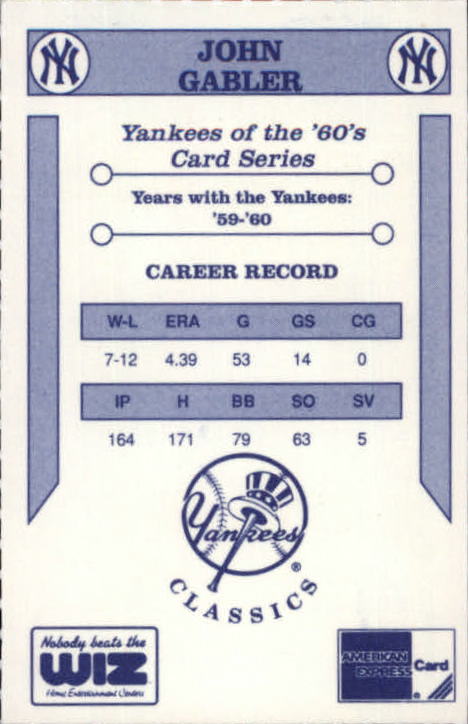 NY
JOHN
GABLER
NY
Yankees of the '60's
Card Series
Years with the Yankees:
'59-'60
CAREER RECORD
W-L ERA G GS CG
7-12 4.39 53 14 0
IP H BB SO SV
164 171 79 63 5
Yankees
®
CLASSICS
Nobody beats the
WIZ
Home Entertainment Centers
AMERICAN
EXPRESS
®
Card